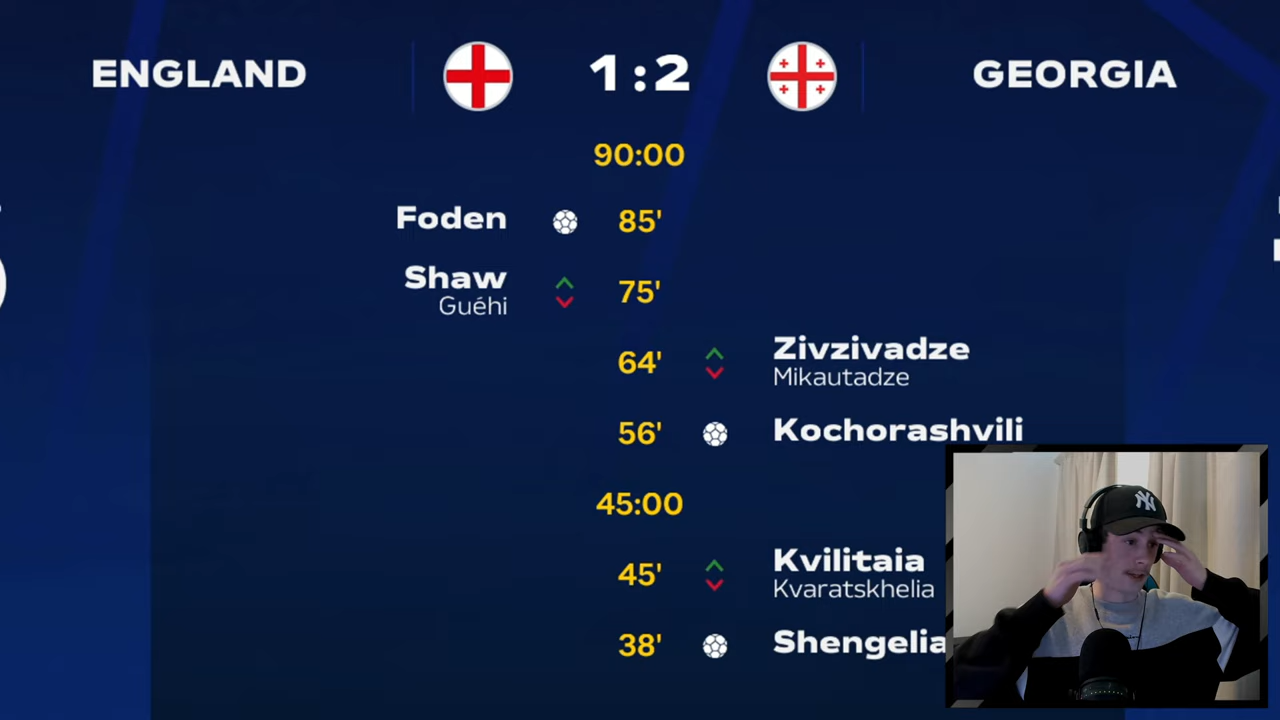 ENGLAND 1:2 GEORGIA
90:00
Foden 85'
Shaw 75'
Guéhi
64' Zivzivadze
Mikautadze
56' Kochorashvili
45:00
45' Kvilitaia
Kvaratskhelia
38' Shengelia
NY